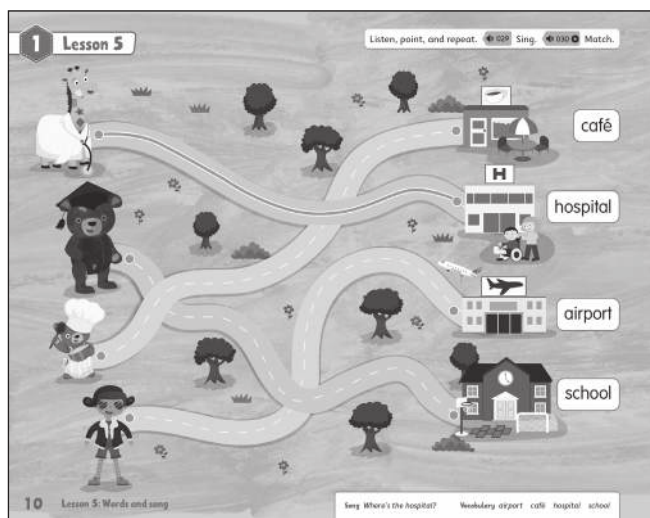 1 Lesson 5
Listen, point, and repeat. 029 Sing. 030 Match.
café
H
hospital
airport
school
10 Lesson 5: Words and song
Song Where's the hospital? Vocabulary airport café hospital school